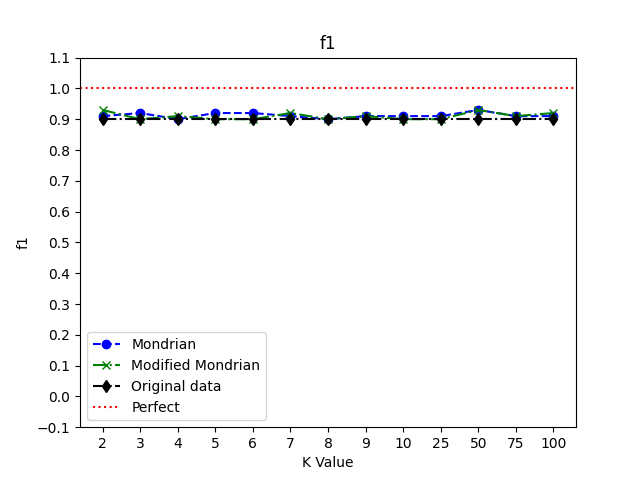 f1
1.1
1.0
0.9
0.8
0.7
0.6
0.5
0.4
0.3
0.2
0.1
0.0
−0.1
f1
Mondrian
Modified Mondrian
Original data
Perfect
2 3 4 5 6 7 8 9 10 25 50 75 100
K Value